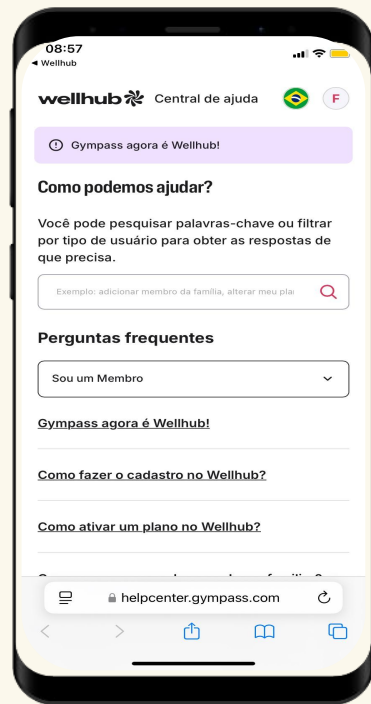 08:57
◀ Wellhub
wellhub Central de ajuda F
Gympass agora é Wellhub!
Como podemos ajudar?
Você pode pesquisar palavras-chave ou filtrar
por tipo de usuário para obter as respostas de
que precisa.
Exemplo: adicionar membro da família, alterar meu pla
Perguntas frequentes
Sou um Membro
Gympass agora é Wellhub!
Como fazer o cadastro no Wellhub?
Como ativar um plano no Wellhub?
helpcenter.gympass.com